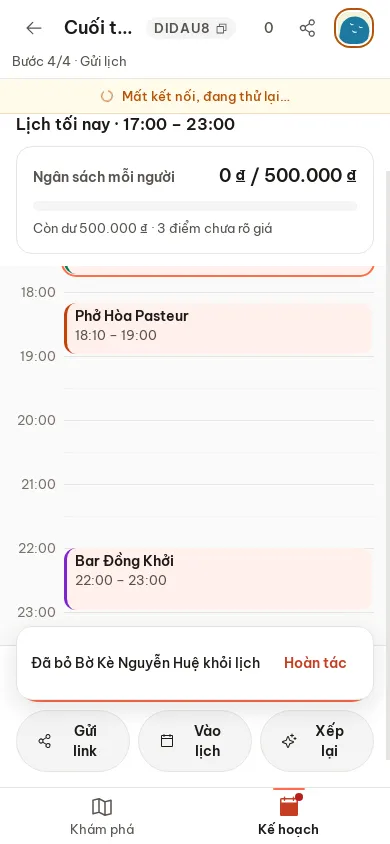 Cuối t...
DIDAU8
0
Bước 4/4 · Gửi lịch
Mất kết nối, đang thử lại...
Lịch tối nay · 17:00 – 23:00
Ngân sách mỗi người
0 ₫ / 500.000 ₫
Còn dư 500.000 ₫ · 3 điểm chưa rõ giá
18:00
Phở Hòa Pasteur
18:10 – 19:00
19:00
20:00
21:00
22:00
Bar Đồng Khởi
22:00 – 23:00
23:00
Đã bỏ Bờ Kè Nguyễn Huệ khỏi lịch
Hoàn tác
Gửi
link
Vào
lịch
Xếp
lại
Khám phá
Kế hoạch